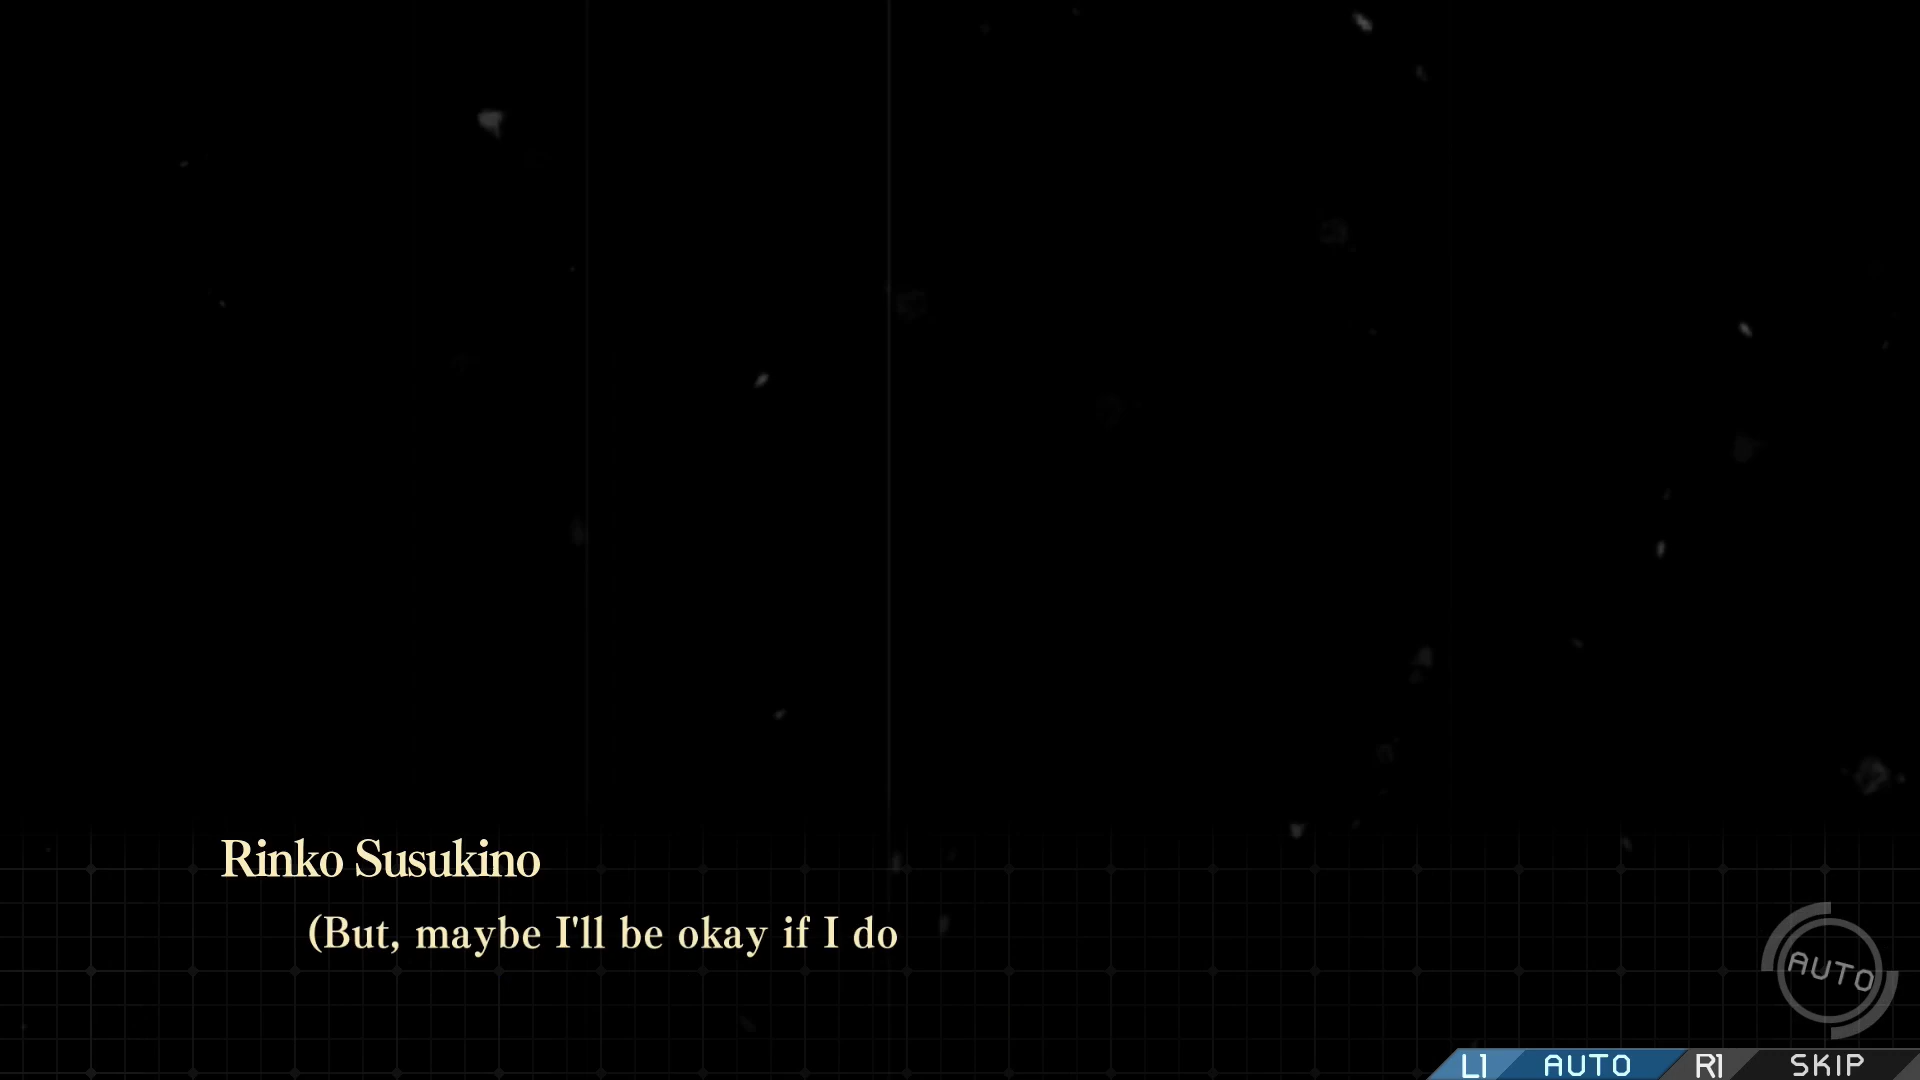 Rinko Susukino
(But, maybe I'll be okay if I do
AUTO
L1 AUTO R1 SKIP